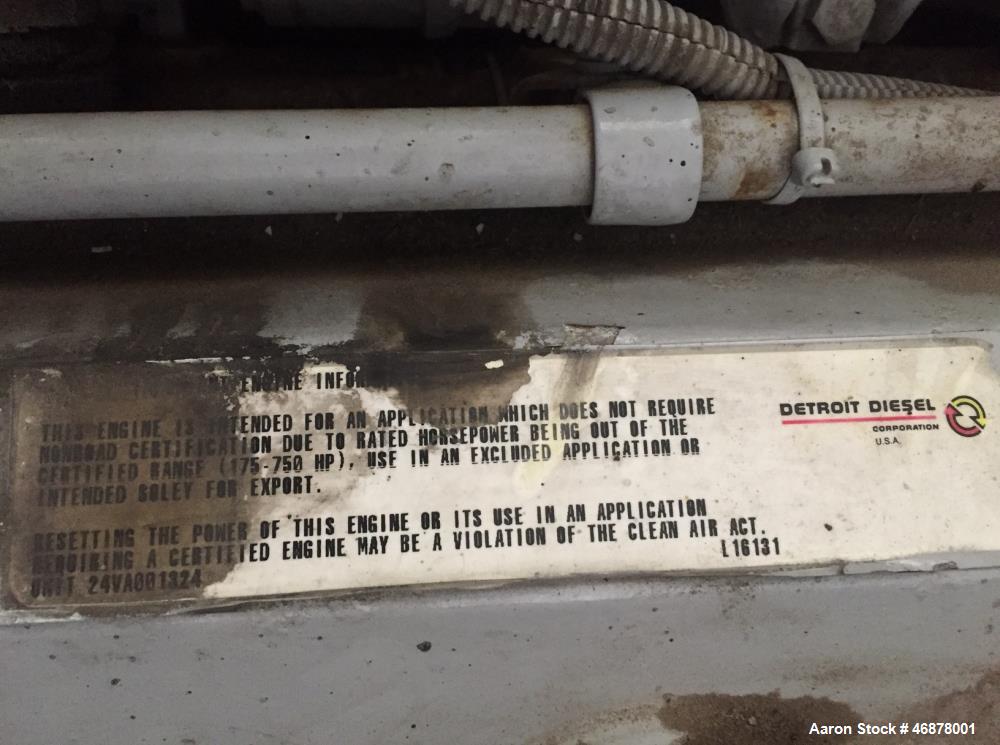 ENGINE INFOR
THIS ENGINE IS INTENDED FOR AN APPLICATION WHICH DOES NOT REQUIRE
NONROAD CERTIFICATION DUE TO RATED HORSEPOWER BEING OUT OF THE
CERTIFIED RANGE (175-750 HP), USE IN AN EXCLUDED APPLICATION OR
INTENDED SOLEY FOR EXPORT.
RESETTING THE POWER OF THIS ENGINE OR ITS USE IN AN APPLICATION
REQUIRING A CERTIFIED ENGINE MAY BE A VIOLATION OF THE CLEAN AIR ACT.
UNIT 24VA001324
L16131
DETROIT DIESEL
CORPORATION
U.S.A.
Aaron Stock # 46878001